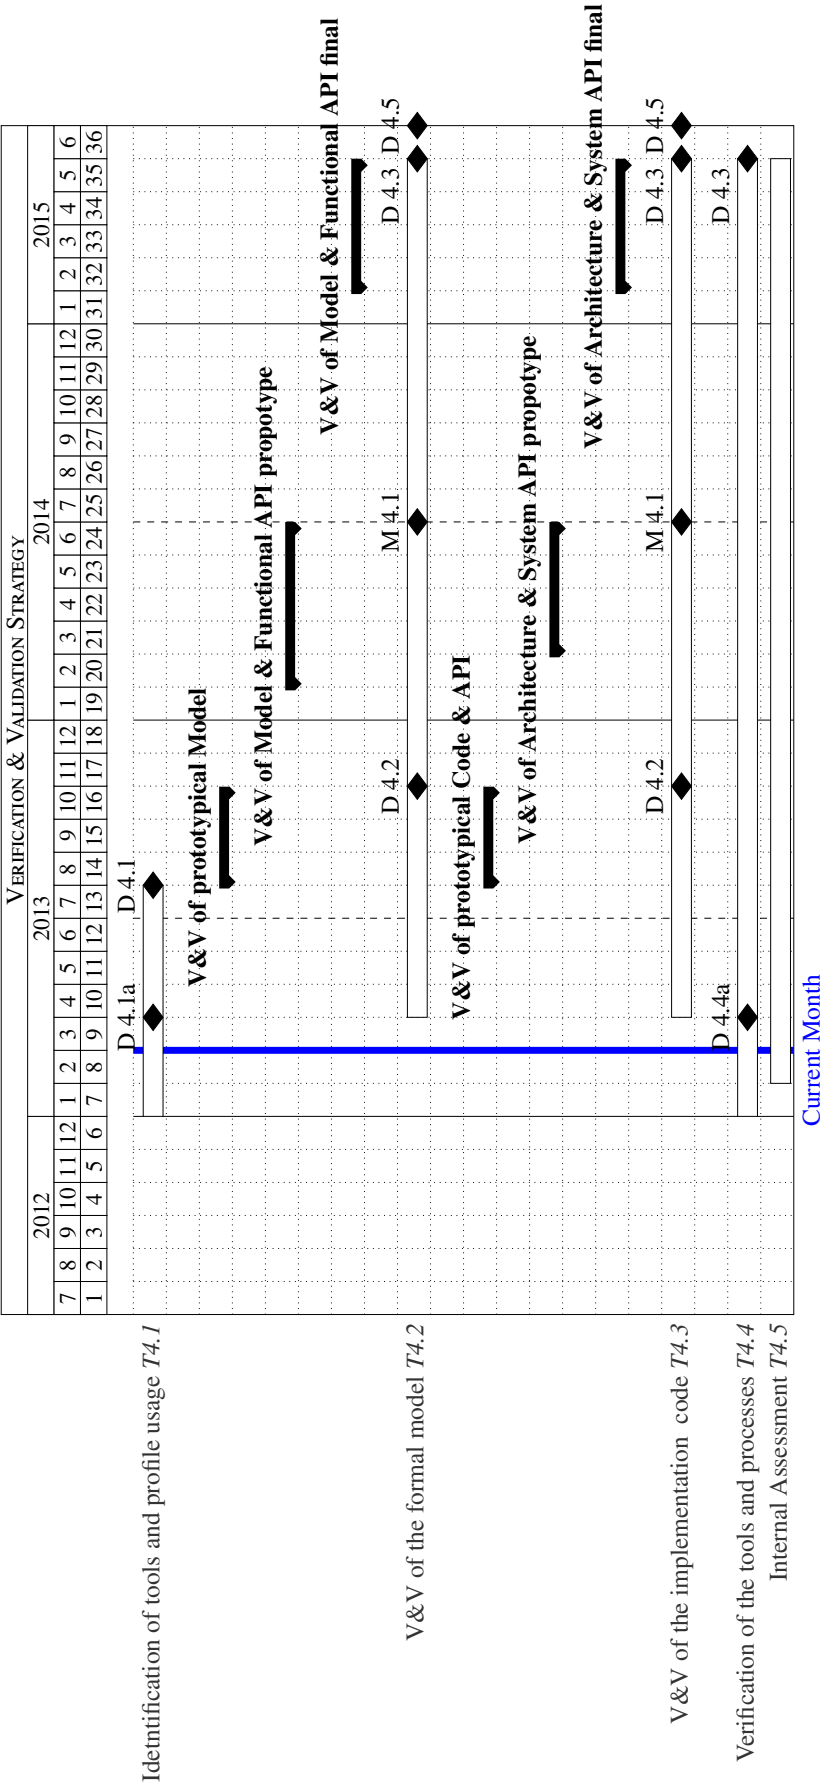 VERIFICATION & VALIDATION STRATEGY
2012 2013 2014 2015
7 8 9 10 11 12 1 2 3 4 5 6 7 8 9 10 11 12 1 2 3 4 5 6 7 8 9 10 11 12 1 2 3 4 5 6
1 2 3 4 5 6 7 8 9 10 11 12 13 14 15 16 17 18 19 20 21 22 23 24 25 26 27 28 29 30 31 32 33 34 35 36
D 4.1a D 4.1
Idetntification of tools and profile usage T4.1
V&V of prototypical Model
V&V of Model & Functional API propotype
V&V of Model & Functional API final
D 4.2 M 4.1 D 4.3 D 4.5
V&V of the formal model T4.2
V&V of prototypical Code & API
V&V of Architecture & System API propotype
V&V of Architecture & System API final
D 4.2 M 4.1 D 4.3 D 4.5
V&V of the implementation code T4.3
D 4.4a D 4.3
Verification of the tools and processes T4.4
Internal Assessment T4.5
Current Month